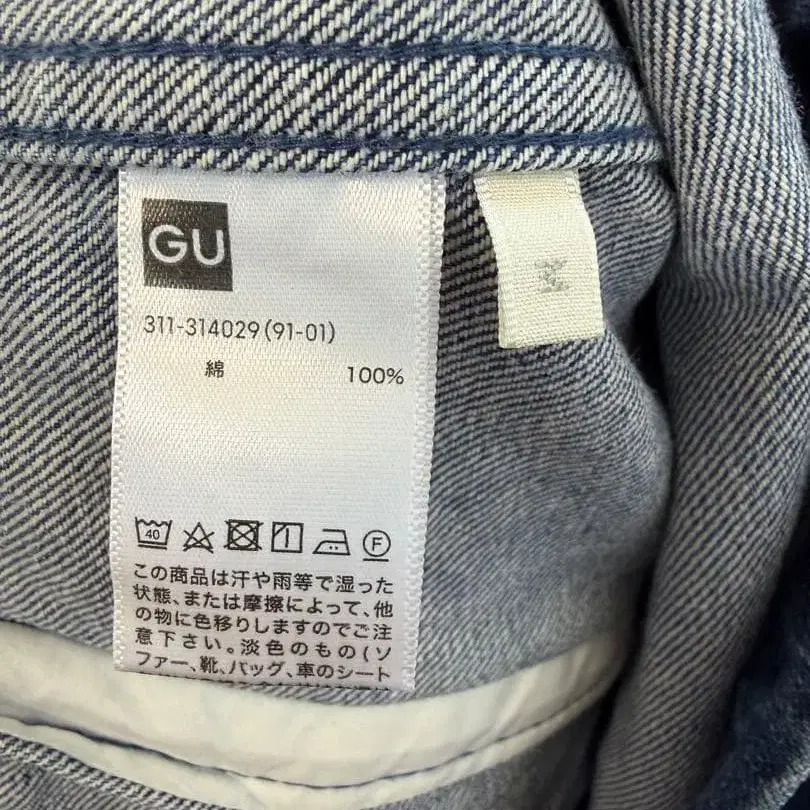 GU
311-314029(91-01)
綿 100%
40
F
この商品は汗や雨等で湿った
状態、または摩擦によって、他
の物に色移りしますのでご注
意下さい。淡色のもの(ソ
ファー、靴、バッグ、車のシート